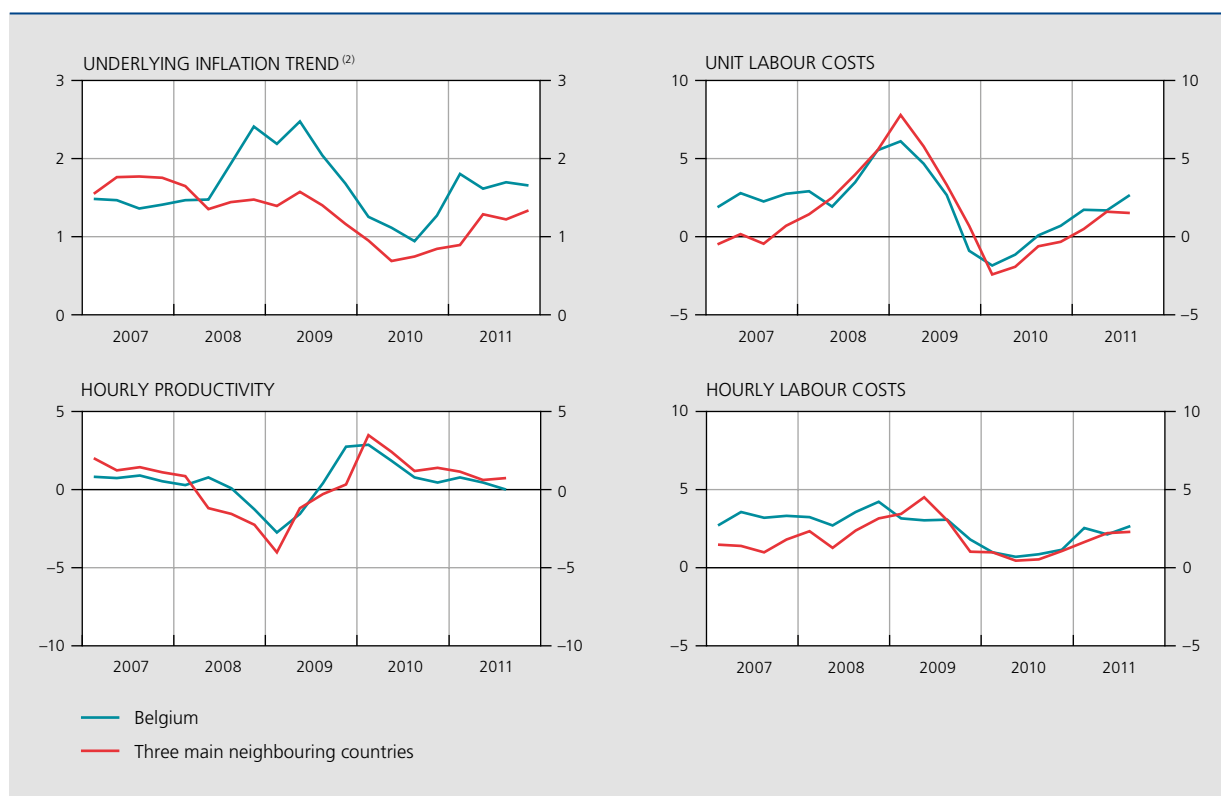 UNDERLYING INFLATION TREND (2)
3 3
2 2
1 1
0 0
2007 2008 2009 2010 2011
UNIT LABOUR COSTS
10 10
5 5
0 0
–5 –5
2007 2008 2009 2010 2011
HOURLY PRODUCTIVITY
5 5
0 0
–5 –5
–10 –10
2007 2008 2009 2010 2011
HOURLY LABOUR COSTS
10 10
5 5
0 0
–5 –5
2007 2008 2009 2010 2011
Belgium
Three main neighbouring countries